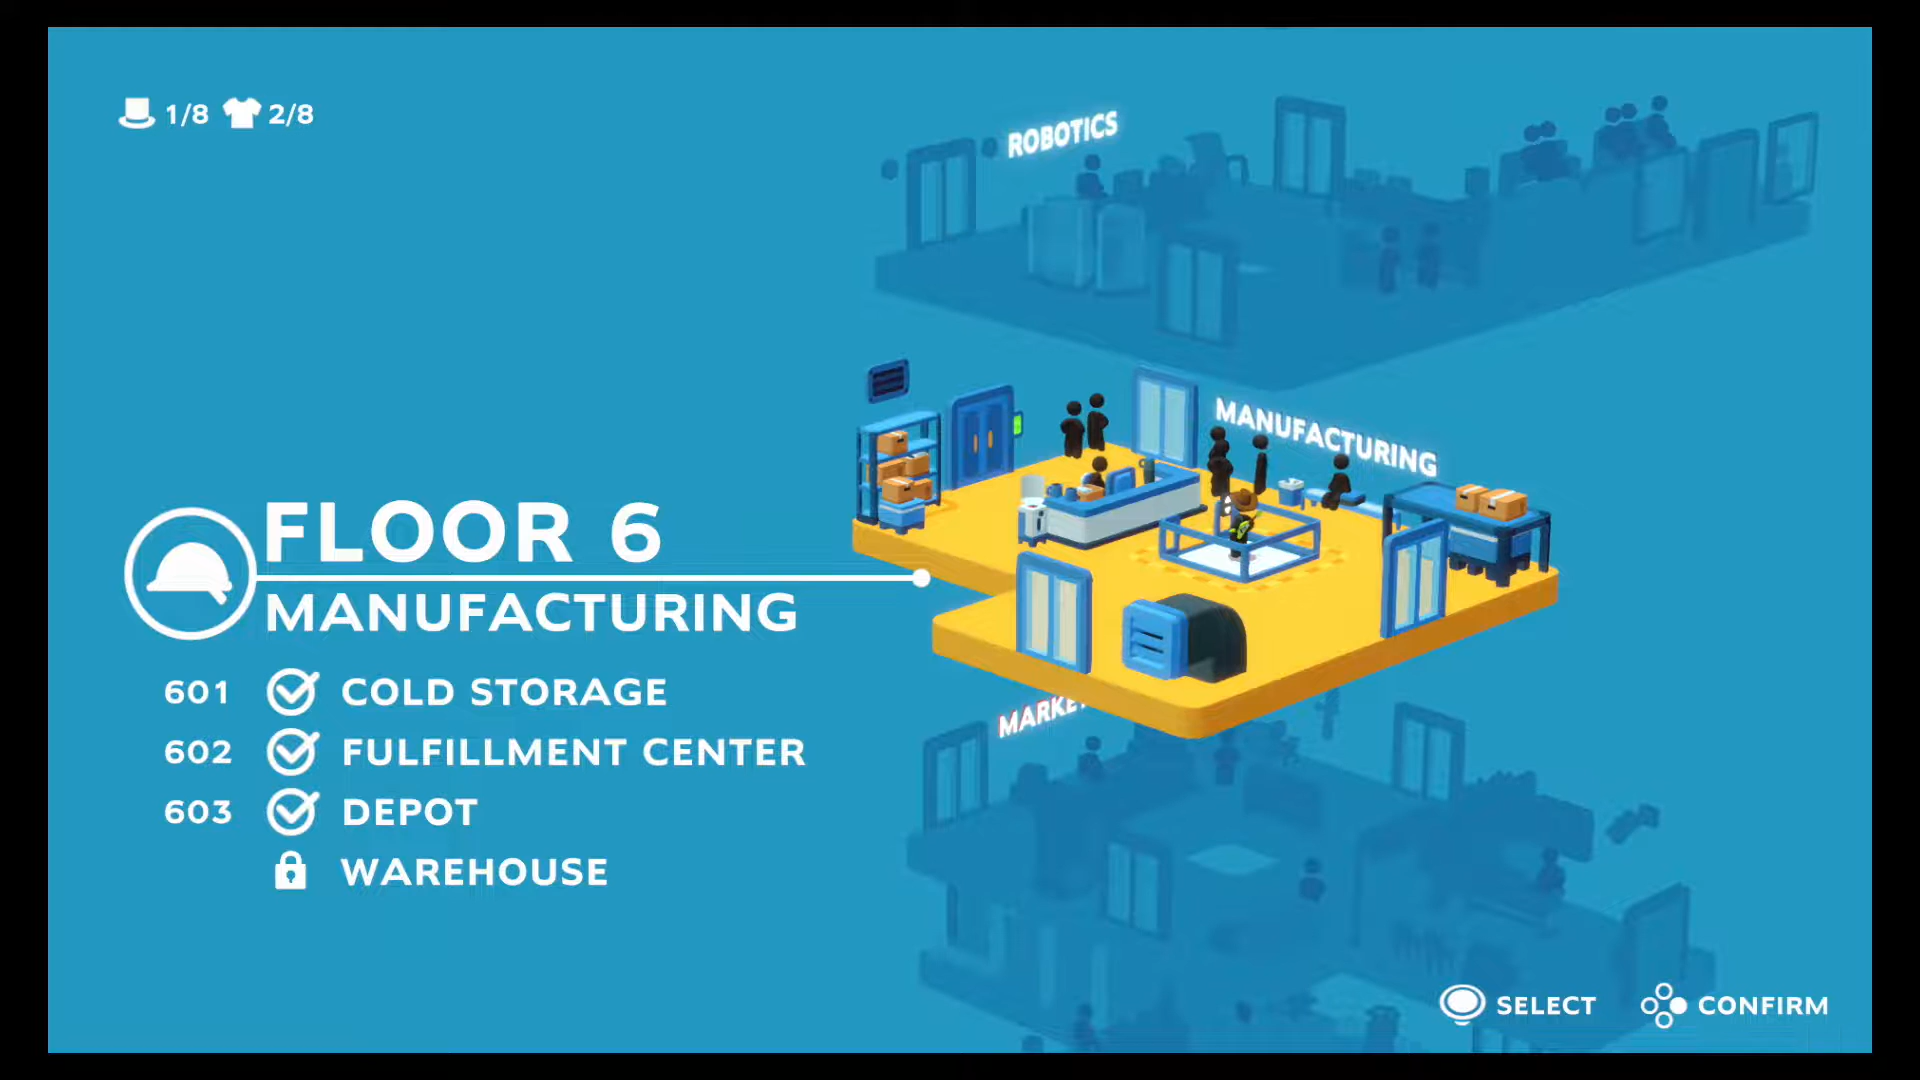 1/8 2/8
ROBOTICS
MANUFACTURING
FLOOR 6
MANUFACTURING
601 COLD STORAGE
602 FULFILLMENT CENTER
603 DEPOT
WAREHOUSE
SELECT CONFIRM